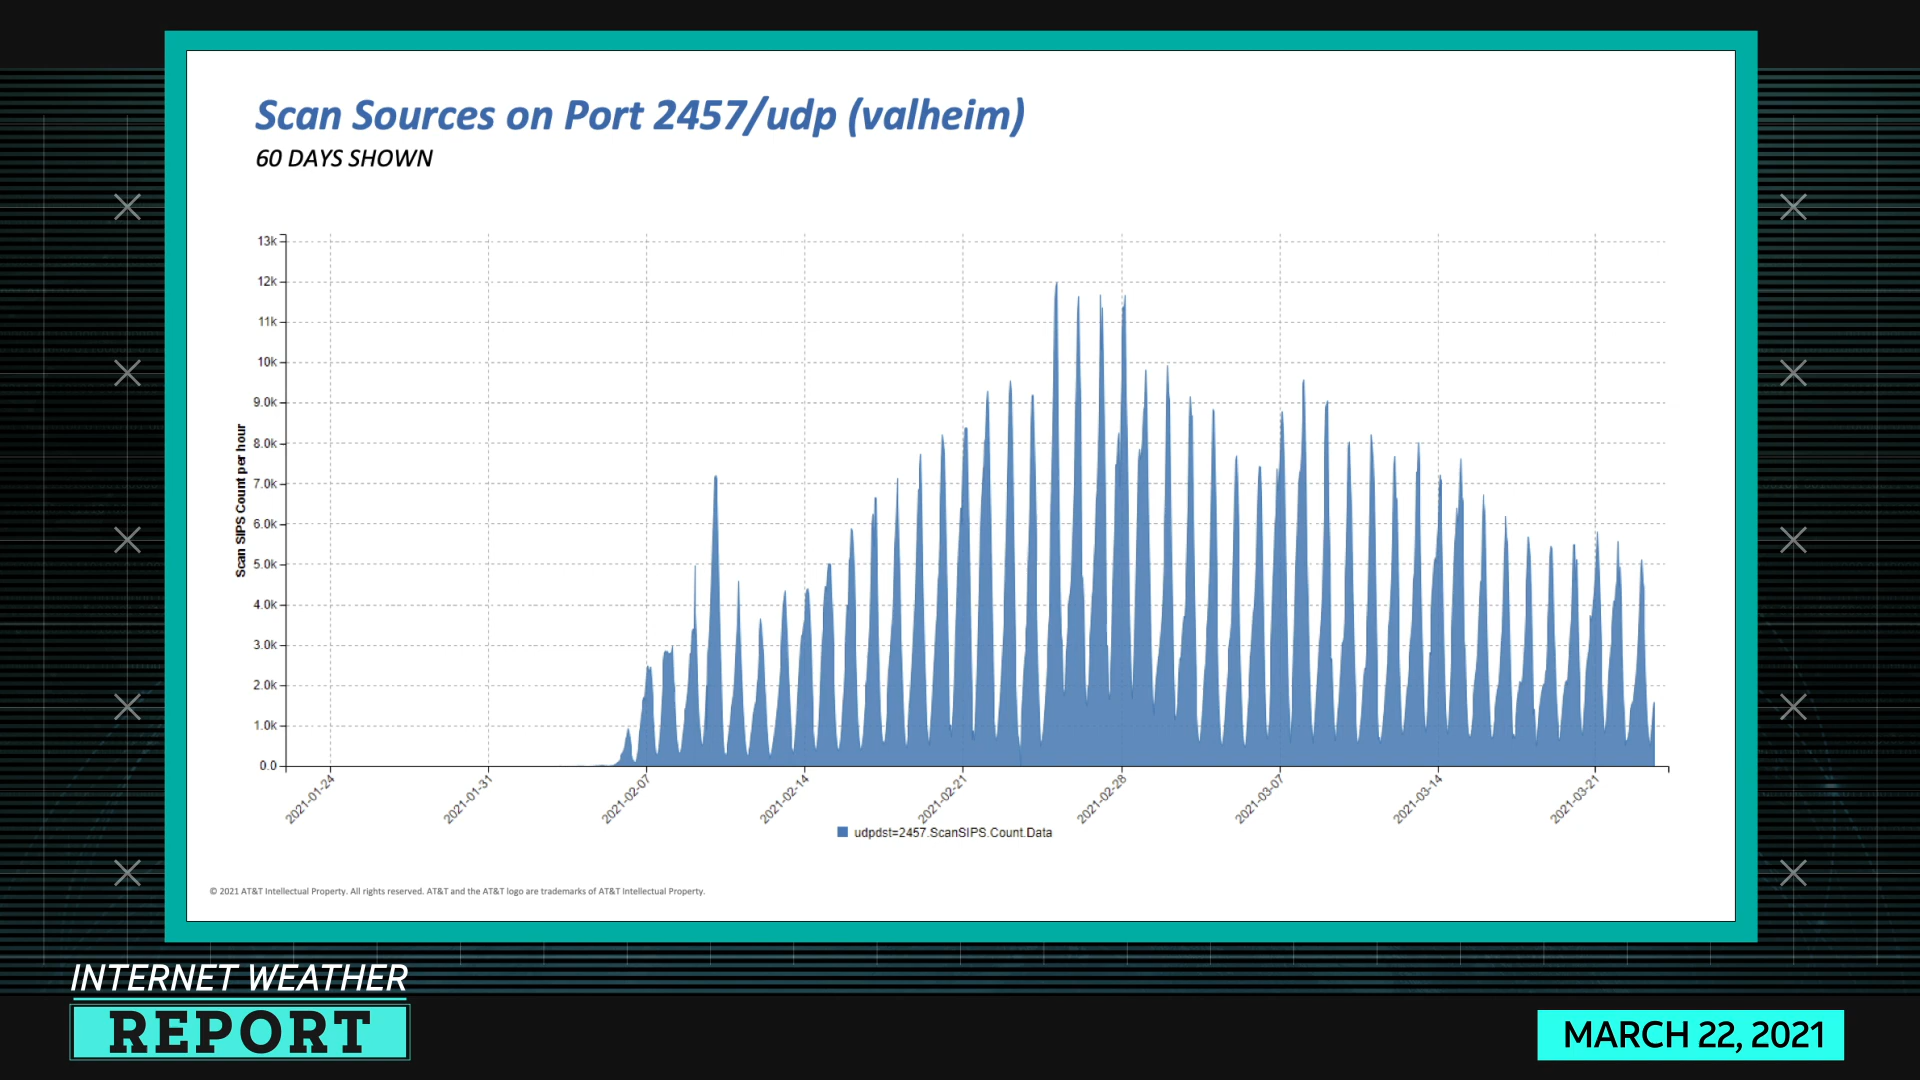 Scan Sources on Port 2457/udp (valheim)
60 DAYS SHOWN
Scan SIPS Count per hour
13k
12k
11k
10k
9.0k
8.0k
7.0k
6.0k
5.0k
4.0k
3.0k
2.0k
1.0k
0.0
2021-01-24
2021-01-31
2021-02-07
2021-02-14
2021-02-21
2021-02-28
2021-03-07
2021-03-14
2021-03-21
udpdst=2457.ScanSIPS.Count.Data
© 2021 AT&T Intellectual Property. All rights reserved. AT&T and the AT&T logo are trademarks of AT&T Intellectual Property.
INTERNET WEATHER
REPORT
MARCH 22, 2021